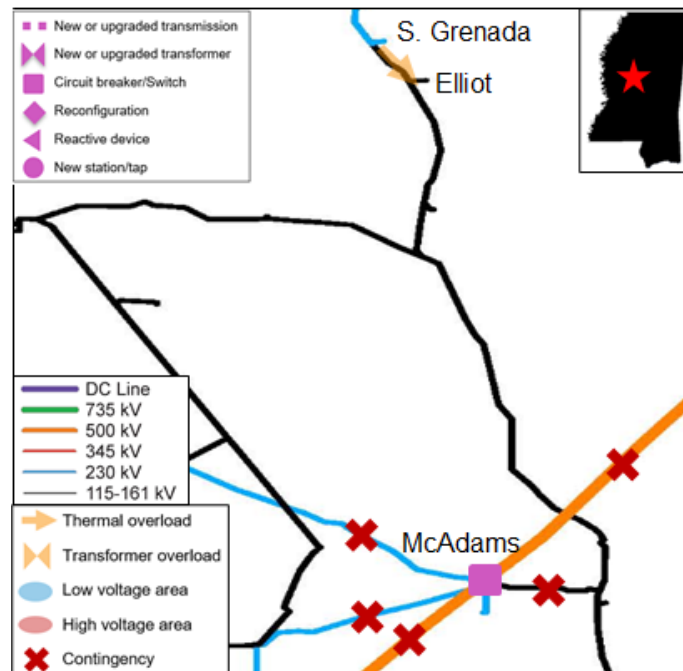 New or upgraded transmission
New or upgraded transformer
Circuit breaker/Switch
Reconfiguration
Reactive device
New station/tap
S. Grenada
Elliot
DC Line
735 kV
500 kV
345 kV
230 kV
115-161 kV
Thermal overload
Transformer overload
Low voltage area
High voltage area
Contingency
McAdams